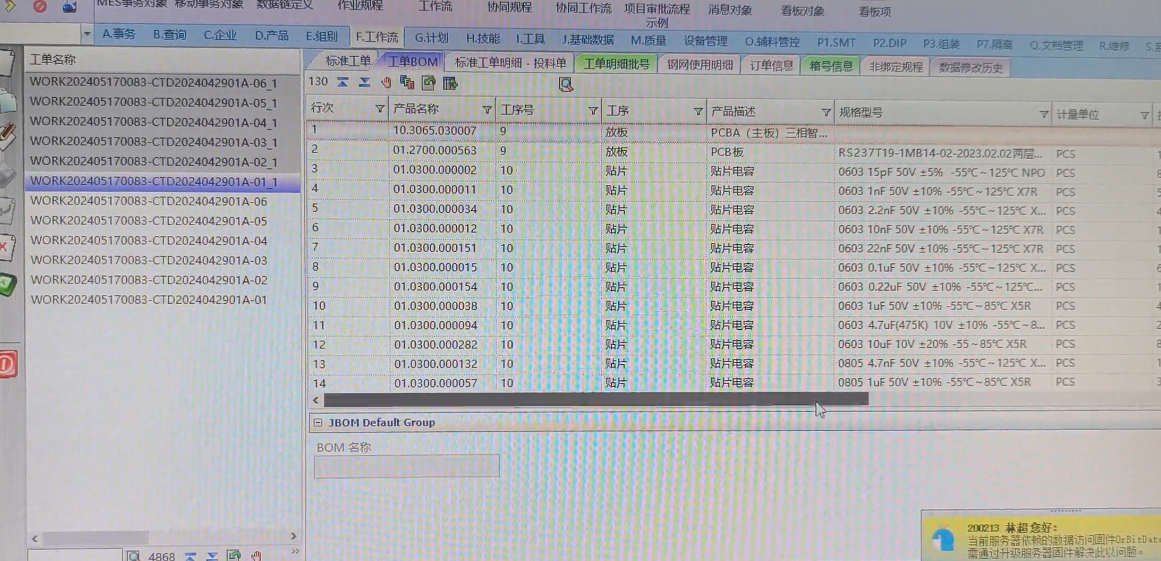 MES事务对象 移动事务对象 数据链定义 作业规程 工作流 协同规程 协同工作流 项目审批流程示例 消息对象 看板对象 看板项
A.事务 B.查询 C.企业 D.产品 E.组别 F.工作流 G.计划 H.技能 I.工具 J.基础数据 M.质量 设备管理 O.辅料管控 P1.SMT P2.DIP P3.组装 P7.隔离 Q.文档管理 R.维修
标准工单 工单BOM 标准工单明细 - 投料单 工单明细批号 钢网使用明细 订单信息 箱号信息 非绑定规程 数据修改历史
工单名称
WORK202405170083-CTD2024042901A-06_1
WORK202405170083-CTD2024042901A-05_1
WORK202405170083-CTD2024042901A-04_1
WORK202405170083-CTD2024042901A-03_1
WORK202405170083-CTD2024042901A-02_1
WORK202405170083-CTD2024042901A-01_1
WORK202405170083-CTD2024042901A-06
WORK202405170083-CTD2024042901A-05
WORK202405170083-CTD2024042901A-04
WORK202405170083-CTD2024042901A-03
WORK202405170083-CTD2024042901A-02
WORK202405170083-CTD2024042901A-01
4868
130
行次 产品名称 工序号 工序 产品描述 规格型号 计量单位
1 10.3065.030007 9 放板 PCBA（主板）三相智...
2 01.2700.000563 9 放板 PCB板 RS237T19-1MB14-02-2023.02.02两层... PCS
3 01.0300.000002 10 贴片 贴片电容 0603 15pF 50V ±5% -55℃~125℃ NPO PCS
4 01.0300.000011 10 贴片 贴片电容 0603 1nF 50V ±10% -55℃~125℃ X7R PCS
5 01.0300.000034 10 贴片 贴片电容 0603 2.2nF 50V ±10% -55℃~125℃ X... PCS
6 01.0300.000012 10 贴片 贴片电容 0603 10nF 50V ±10% -55℃~125℃ X7R PCS
7 01.0300.000151 10 贴片 贴片电容 0603 22nF 50V ±10% -55℃~125℃ X7R PCS
8 01.0300.000015 10 贴片 贴片电容 0603 0.1uF 50V ±10% -55℃~125℃ X... PCS
9 01.0300.000154 10 贴片 贴片电容 0603 0.22uF 50V ±10% -55℃~125℃... PCS
10 01.0300.000038 10 贴片 贴片电容 0603 1uF 50V ±10% -55℃~85℃ X5R PCS
11 01.0300.000094 10 贴片 贴片电容 0603 4.7uF(475K) 10V ±10% -55℃~8... PCS
12 01.0300.000282 10 贴片 贴片电容 0603 10uF 10V ±20% -55~85℃ X5R PCS
13 01.0300.000132 10 贴片 贴片电容 0805 4.7nF 50V ±10% -55℃~125℃ X... PCS
14 01.0300.000057 10 贴片 贴片电容 0805 1uF 50V ±10% -55℃~85℃ X5R PCS
JBOM Default Group
BOM 名称
200213 林超您好:
当前服务器依赖的数据访问固件OrBitData
需通过升级服务器固件解决此以问题。